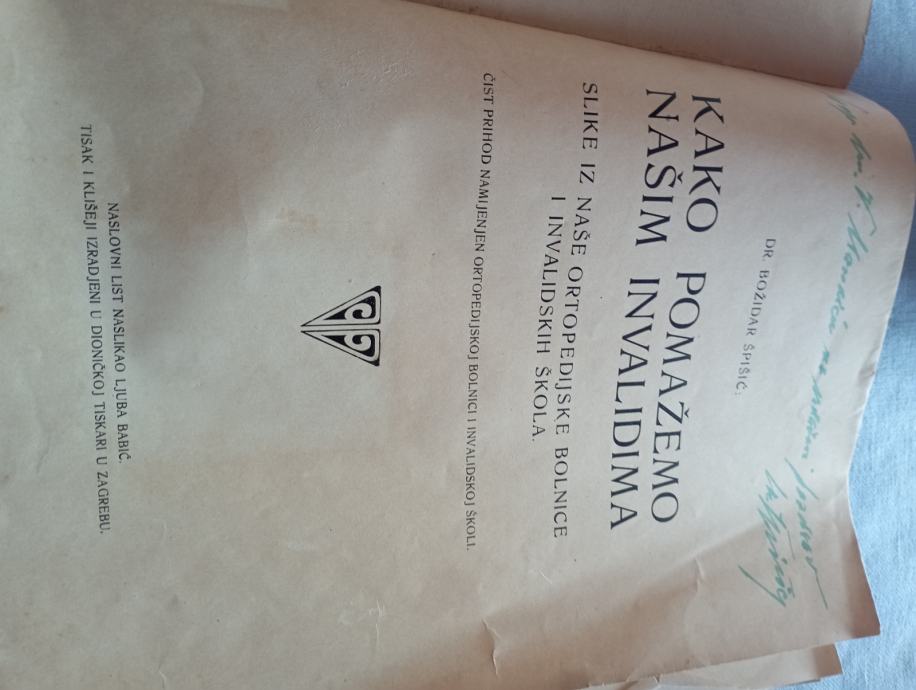 DR. BOŽIDAR ŠPIŠIĆ:
KAKO POMAŽEMO
NAŠIM INVALIDIMA
SLIKE IZ NAŠE ORTOPEDIJSKE BOLNICE
I INVALIDSKIH ŠKOLA.
ČIST PRIHOD NAMIJENJEN ORTOPEDIJSKOJ BOLNICI I INVALIDSKOJ ŠKOLI.
NASLOVNI LIST NASLIKAO LJUBA BABIĆ.
TISAK I KLIŠEJI IZRADJENI U DIONIČKOJ TISKARI U ZAGREBU.